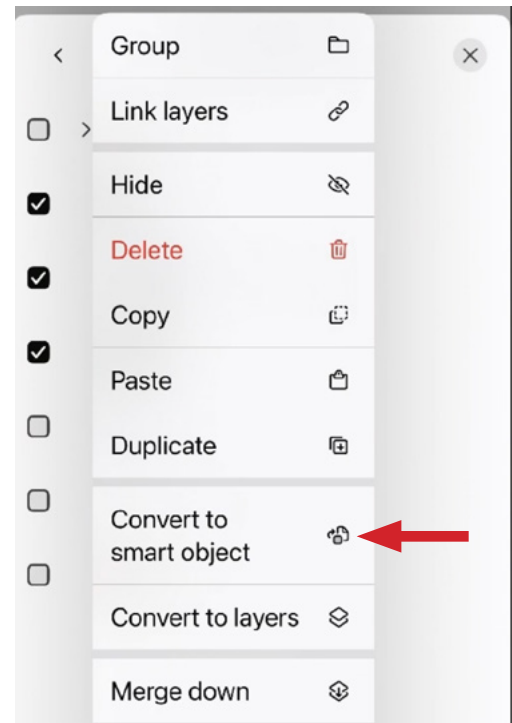 Group
Link layers
Hide
Delete
Copy
Paste
Duplicate
Convert to
smart object
Convert to layers
Merge down